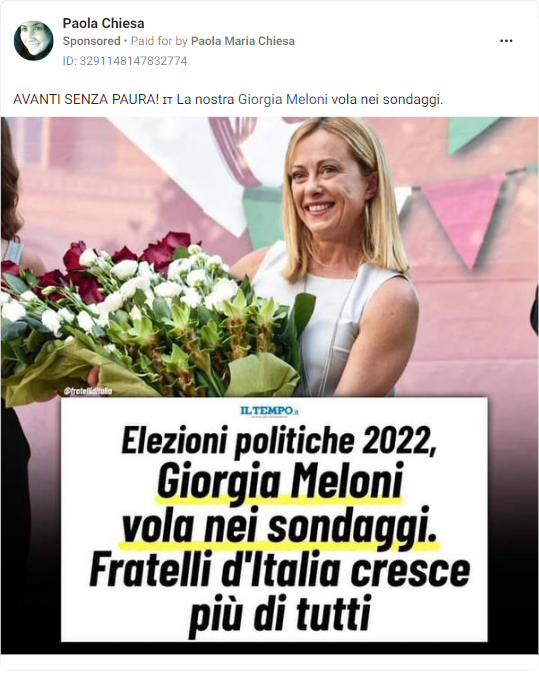 Paola Chiesa
Sponsored • Paid for by Paola Maria Chiesa
ID: 3291148147832774
AVANTI SENZA PAURA! ɪᴛ La nostra Giorgia Meloni vola nei sondaggi.
@fratelliditalia
IL TEMPO.it
Elezioni politiche 2022,
Giorgia Meloni
vola nei sondaggi.
Fratelli d'Italia cresce
più di tutti